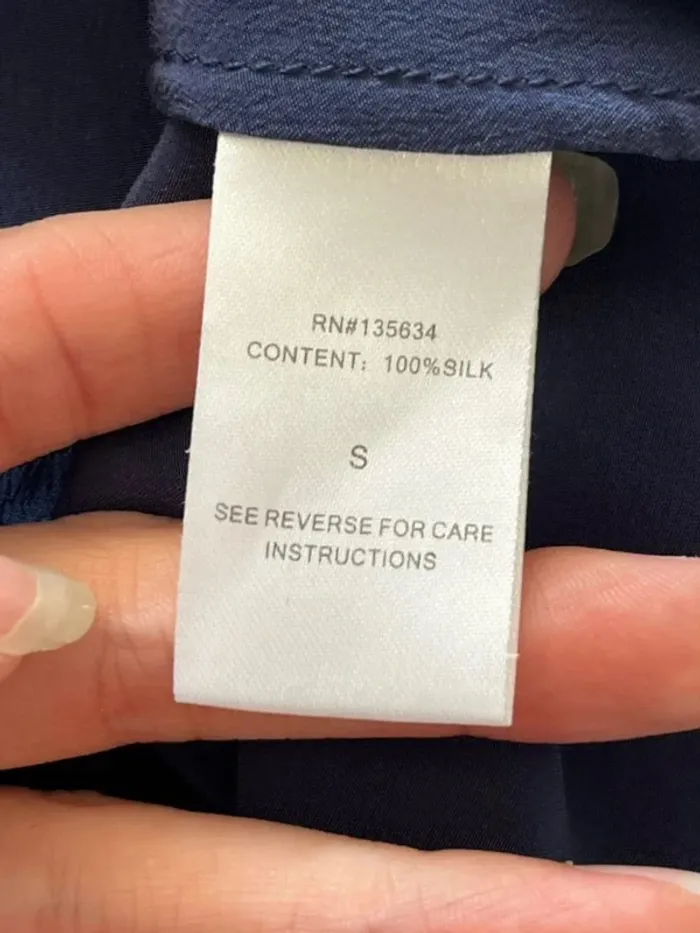 RN#135634
CONTENT: 100%SILK
S
SEE REVERSE FOR CARE
INSTRUCTIONS